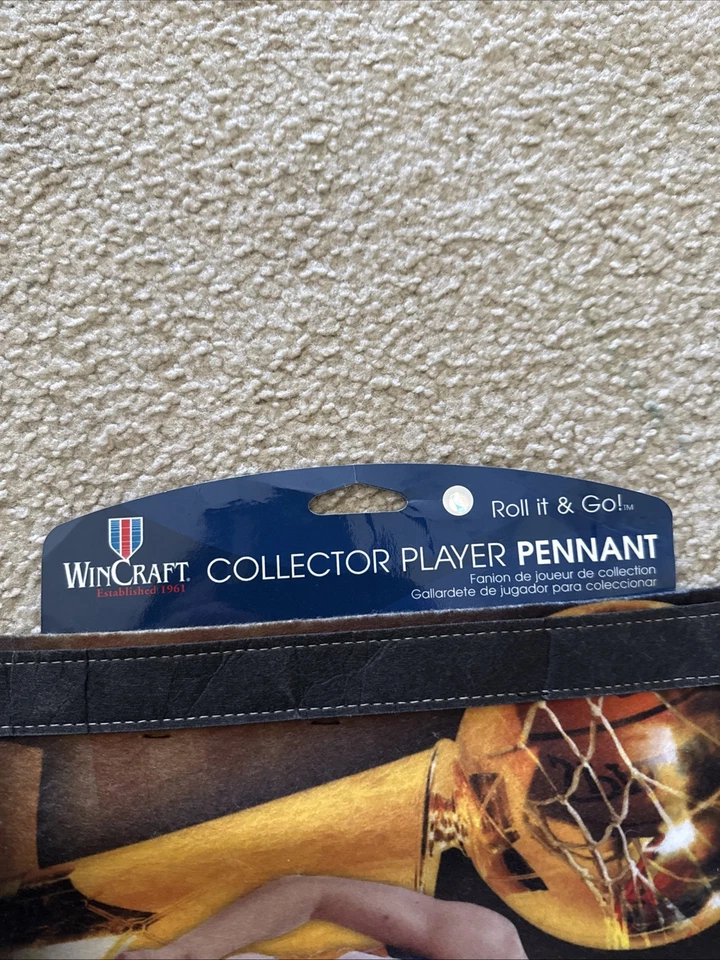 Roll it & Go!™
WINCRAFT®
COLLECTOR PLAYER PENNANT
Established 1961
Fanion de joueur de collection
Gallardete de jugador para coleccionar